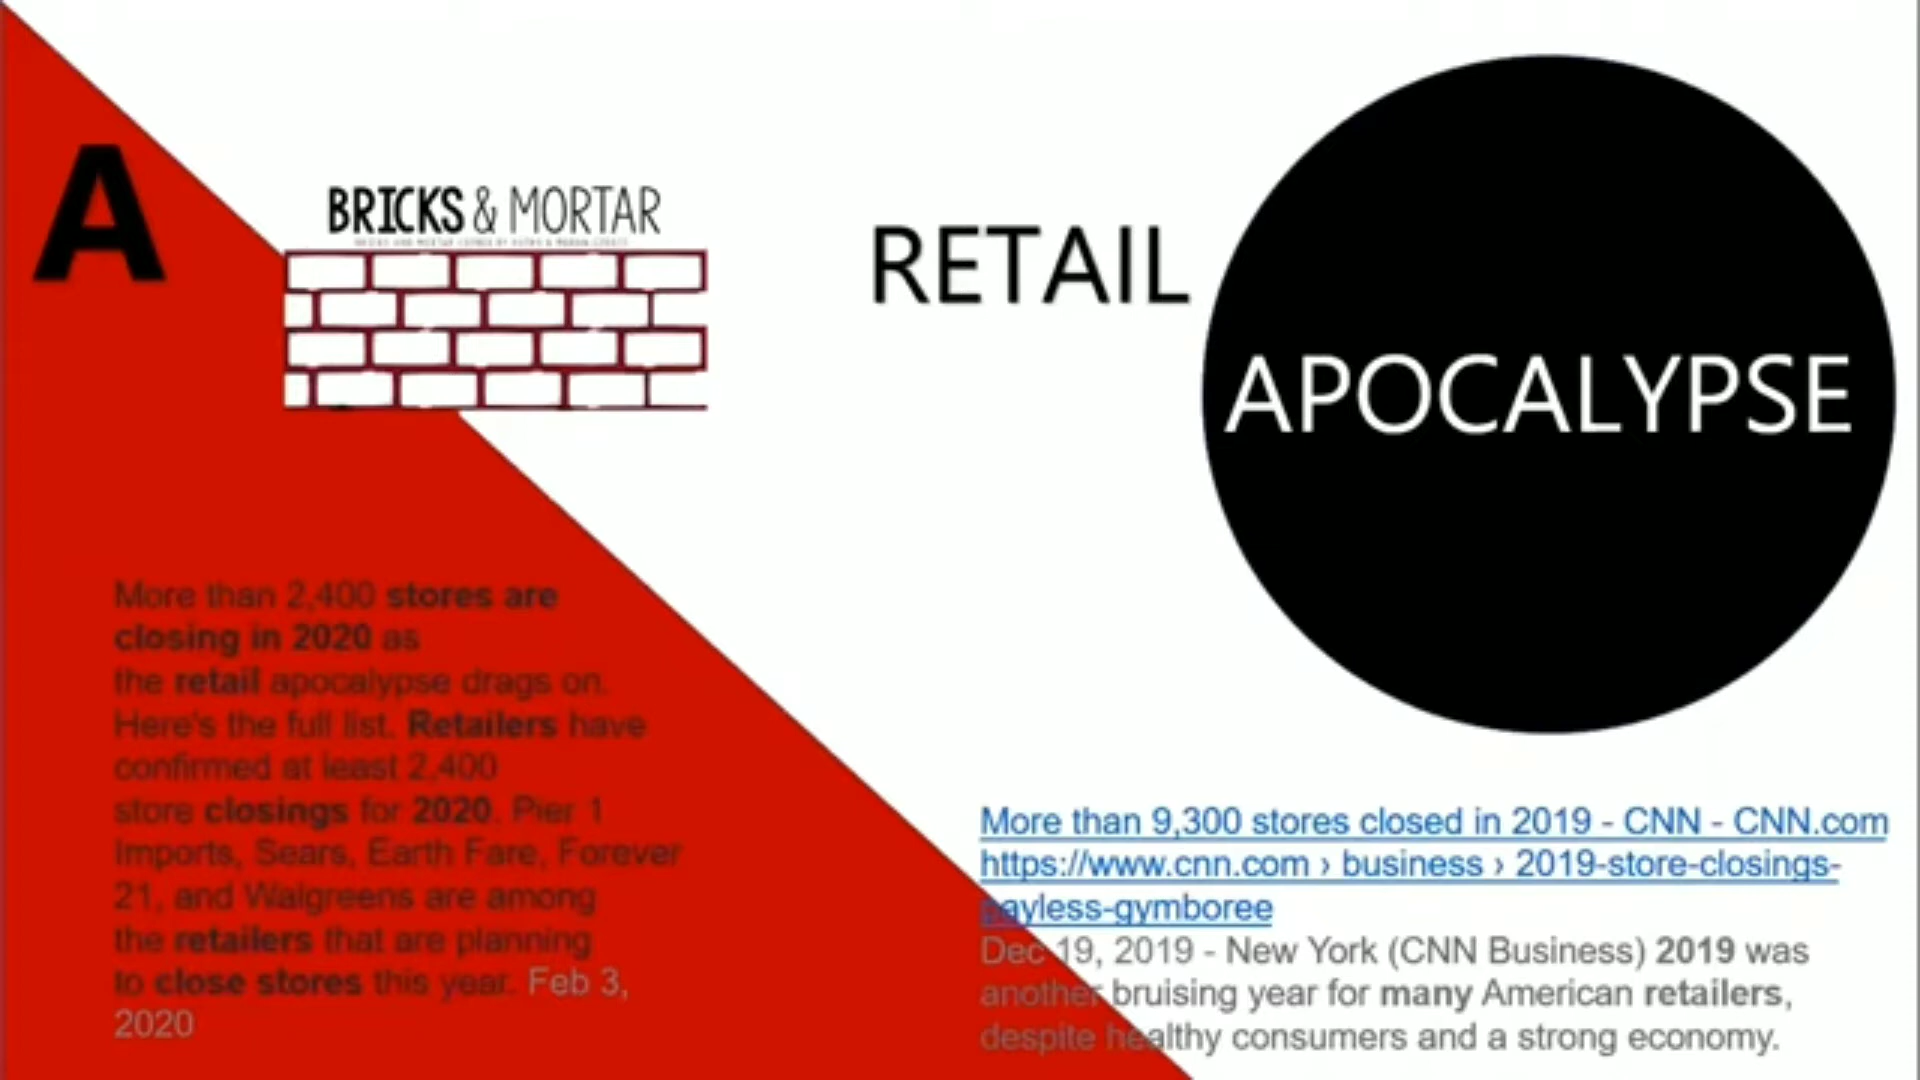 A
BRICKS & MORTAR
RETAIL
APOCALYPSE
More than 2,400 stores are
closing in 2020 as
the retail apocalypse drags on.
Here's the full list. Retailers have
confirmed at least 2,400
store closings for 2020. Pier 1
Imports, Sears, Earth Fare, Forever
21, and Walgreens are among
the retailers that are planning
to close stores this year. Feb 3,
2020
More than 9,300 stores closed in 2019 - CNN - CNN.com
https://www.cnn.com › business › 2019-store-closings-
payless-gymboree
Dec 19, 2019 - New York (CNN Business) 2019 was
another bruising year for many American retailers,
despite healthy consumers and a strong economy.